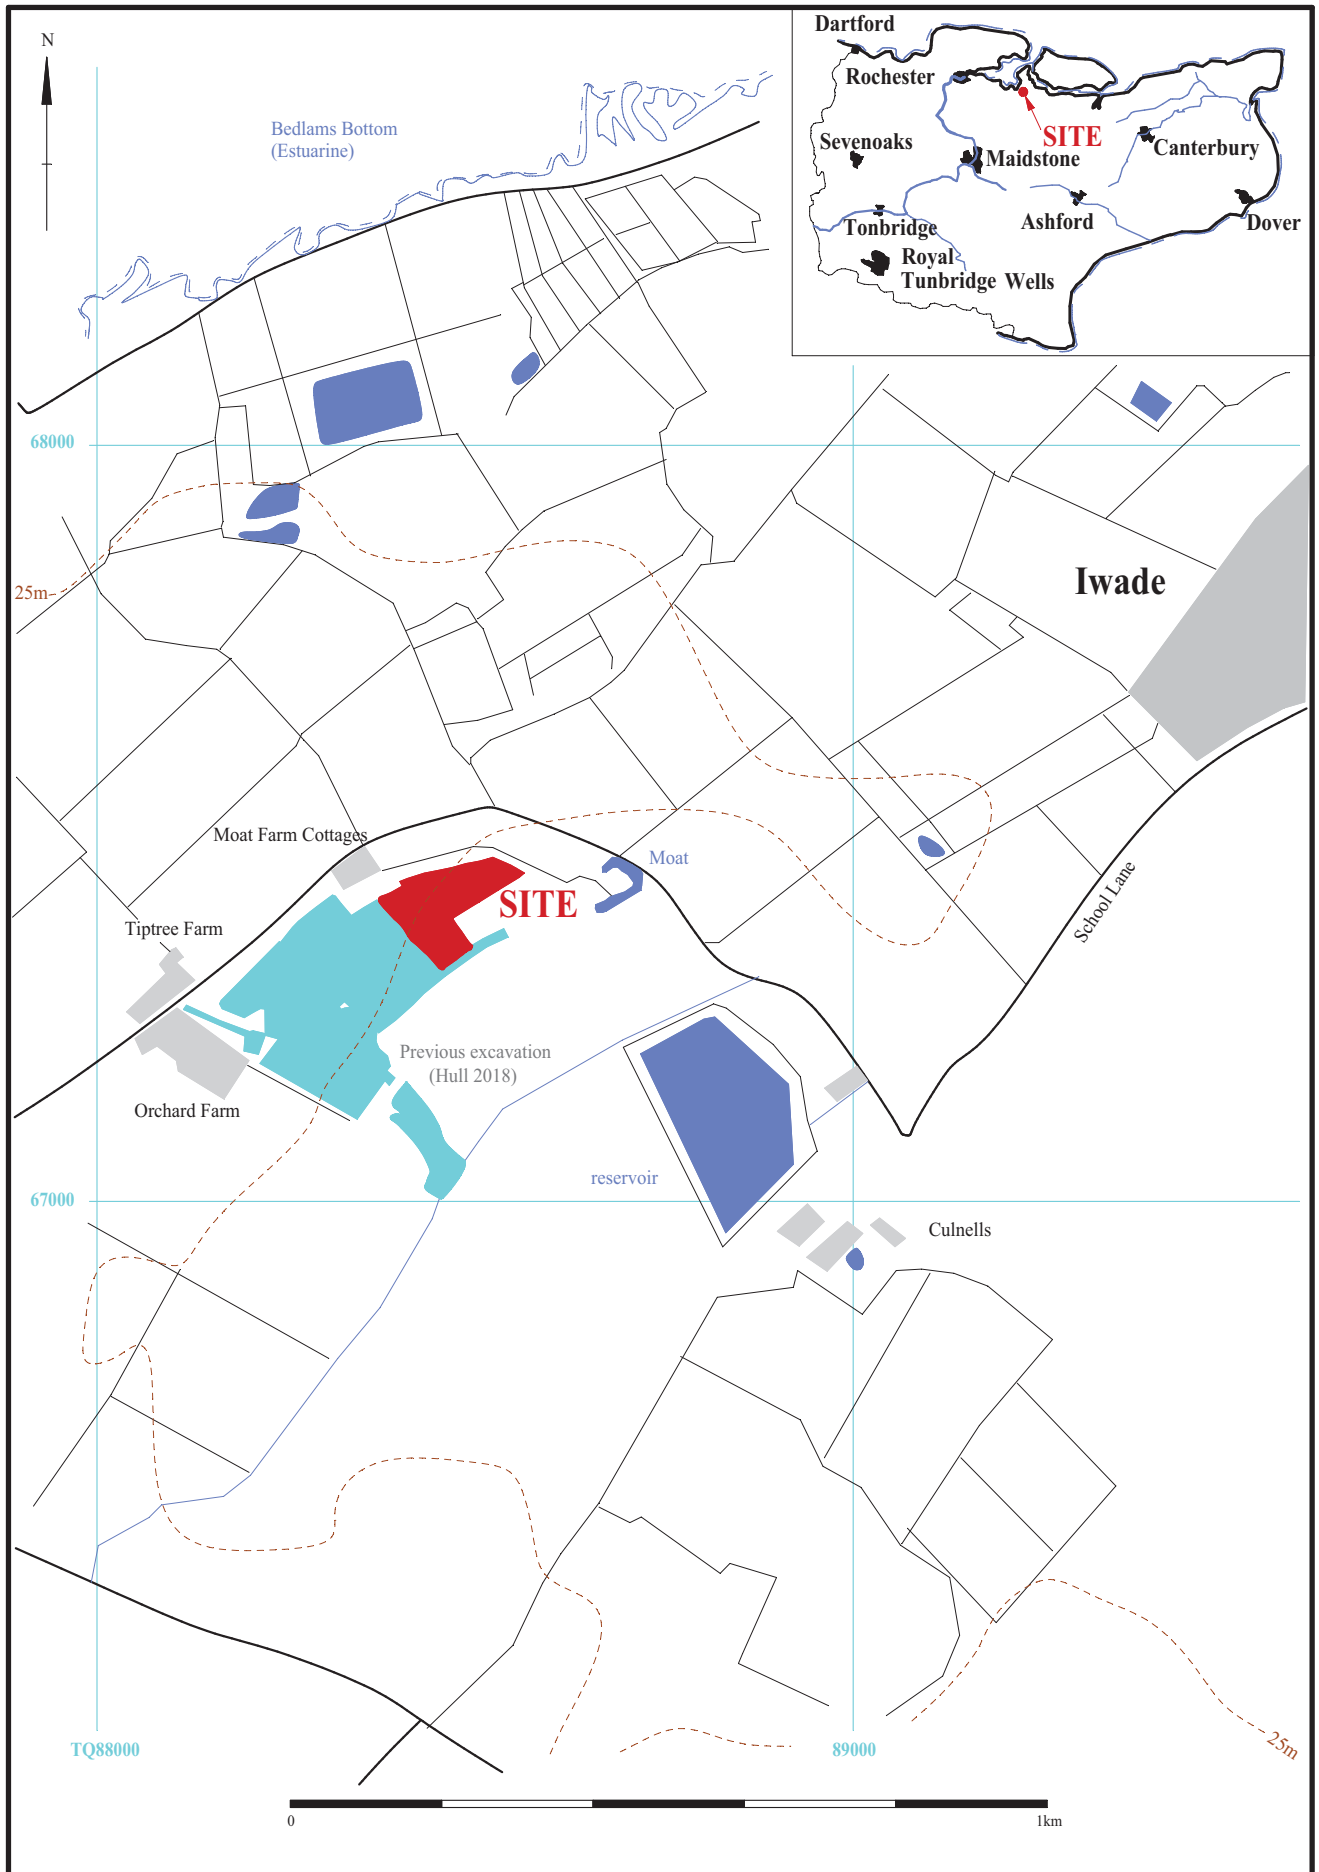 N
Dartford
Rochester
SITE
Sevenoaks
Maidstone
Canterbury
Tonbridge
Ashford
Dover
Royal
Tunbridge Wells
Bedlams Bottom
(Estuarine)
68000
25m
Iwade
Moat Farm Cottages
Moat
SITE
School Lane
Tiptree Farm
Previous excavation
(Hull 2018)
Orchard Farm
reservoir
67000
Culnells
25m
TQ88000
89000
0
1km